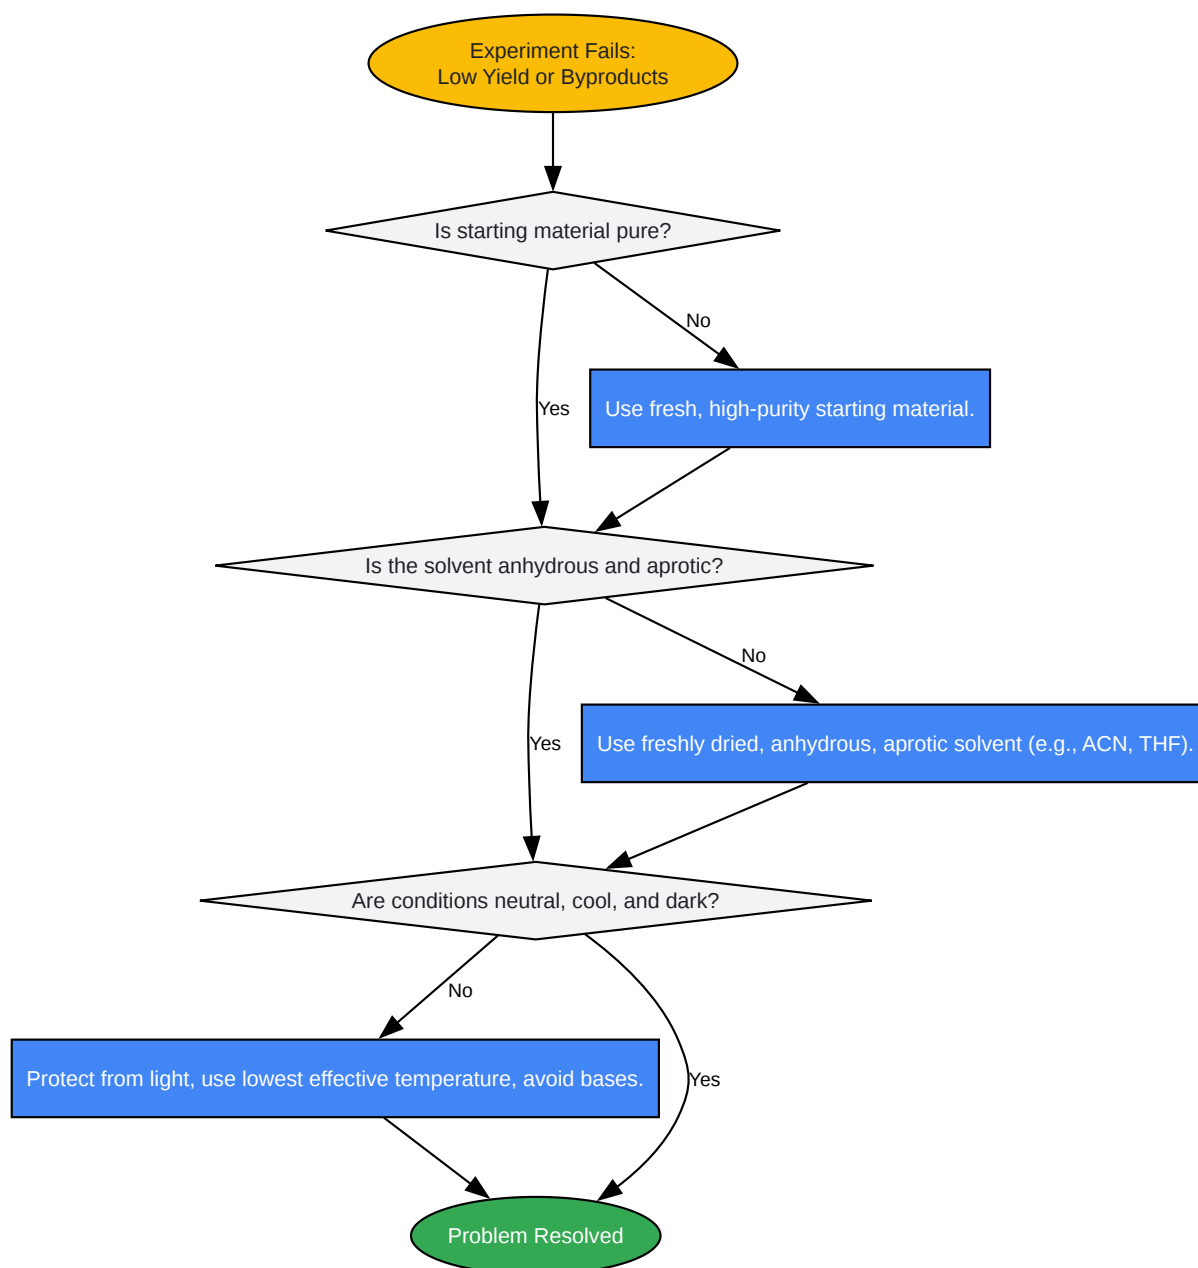 Experiment Fails:
Low Yield or Byproducts
Is starting material pure?
No
Yes
Use fresh, high-purity starting material.
Is the solvent anhydrous and aprotic?
No
Yes
Use freshly dried, anhydrous, aprotic solvent (e.g., ACN, THF).
Are conditions neutral, cool, and dark?
No
Protect from light, use lowest effective temperature, avoid bases.
Yes
Problem Resolved